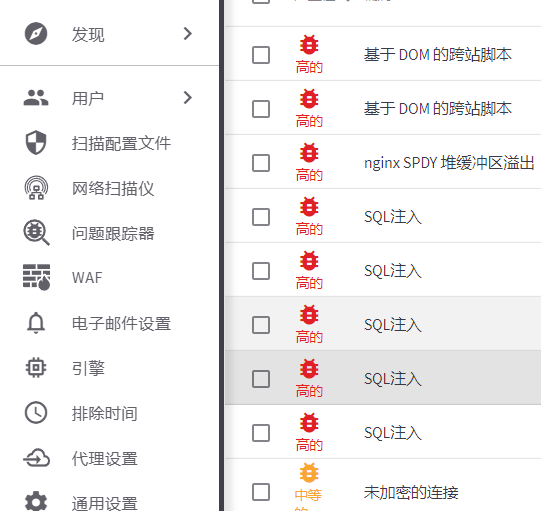 发现
用户
扫描配置文件
网络扫描仪
问题跟踪器
WAF
电子邮件设置
引擎
排除时间
代理设置
通用设置
高的
基于 DOM 的跨站脚本
高的
基于 DOM 的跨站脚本
高的
nginx SPDY 堆缓冲区溢出
高的
SQL注入
高的
SQL注入
高的
SQL注入
高的
SQL注入
高的
SQL注入
中等
的
未加密的连接